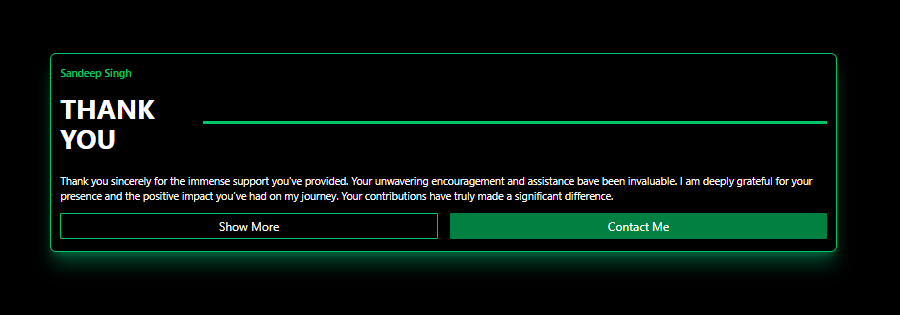 Sandeep Singh
THANK
YOU
Thank you sincerely for the immense support you've provided. Your unwavering encouragement and assistance bave been invaluable. I am deeply grateful for your
presence and the positive impact you've had on my journey. Your contributions have truly made a significant difference.
Show More
Contact Me